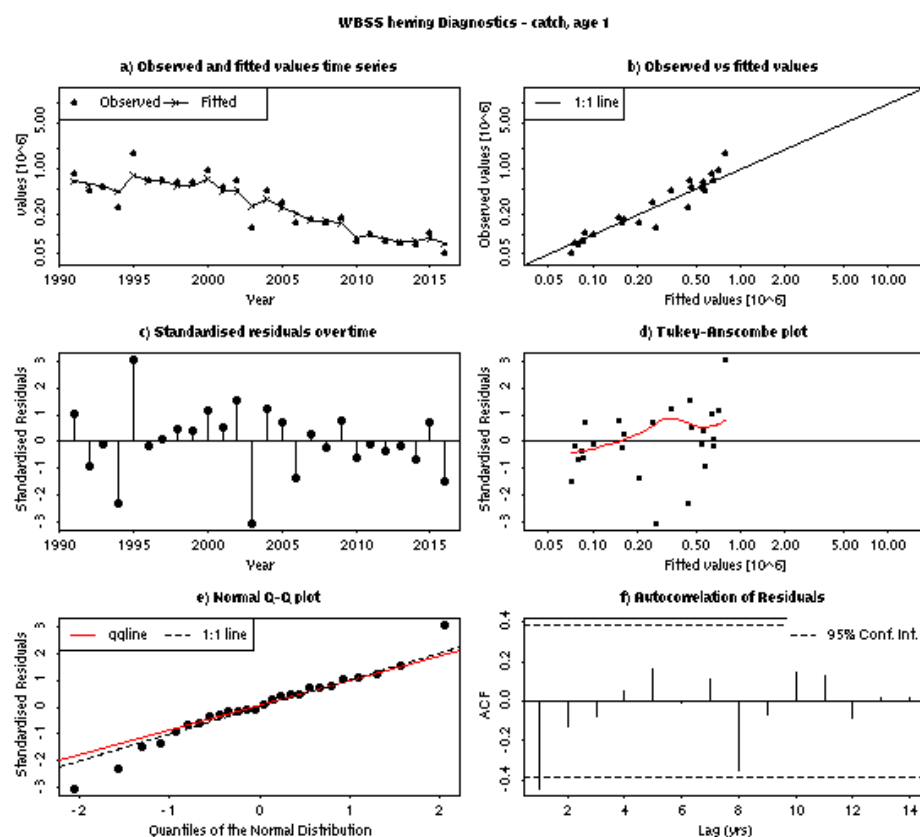 WBSS herring Diagnostics - catch, age 1
a) Observed and fitted values time series
Observed Fitted
values [10^6]
5.00
1.00
0.20
0.05
1990 1995 2000 2005 2010 2015
Year
b) Observed vs fitted values
1:1 line
Observed values [10^6]
5.00
1.00
0.20
0.05
0.05 0.10 0.20 0.50 1.00 2.00 5.00 10.00
Fitted values [10^6]
c) Standardised residuals over time
Standardised Residuals
3
2
1
0
-1
-2
-3
1990 1995 2000 2005 2010 2015
Year
d) Tukey-Anscombe plot
Standardised Residuals
3
2
1
0
-1
-2
-3
0.05 0.10 0.20 0.50 1.00 2.00 5.00 10.00
Fitted values [10^6]
e) Normal Q-Q plot
qqline 1:1 line
Standardised Residuals
3
2
1
0
-1
-2
-3
-2 -1 0 1 2
Quantiles of the Normal Distribution
f) Autocorrelation of Residuals
95% Conf. Int.
ACF
0.4
0.2
0.0
-0.2
-0.4
2 4 6 8 10 12 14
Lag (yrs)